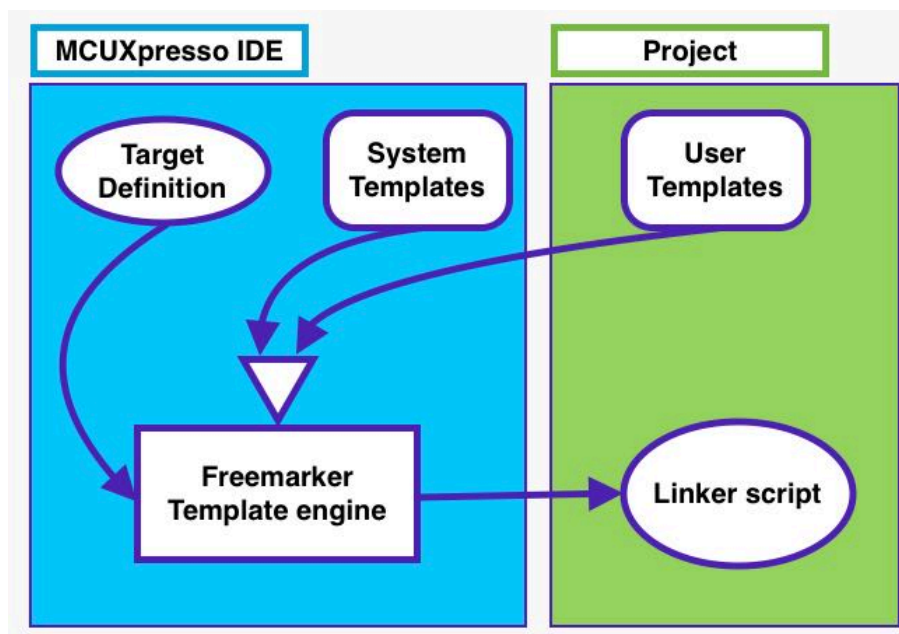 MCUXpresso IDE
Project
Target
Definition
System
Templates
User
Templates
Freemarker
Template engine
Linker script